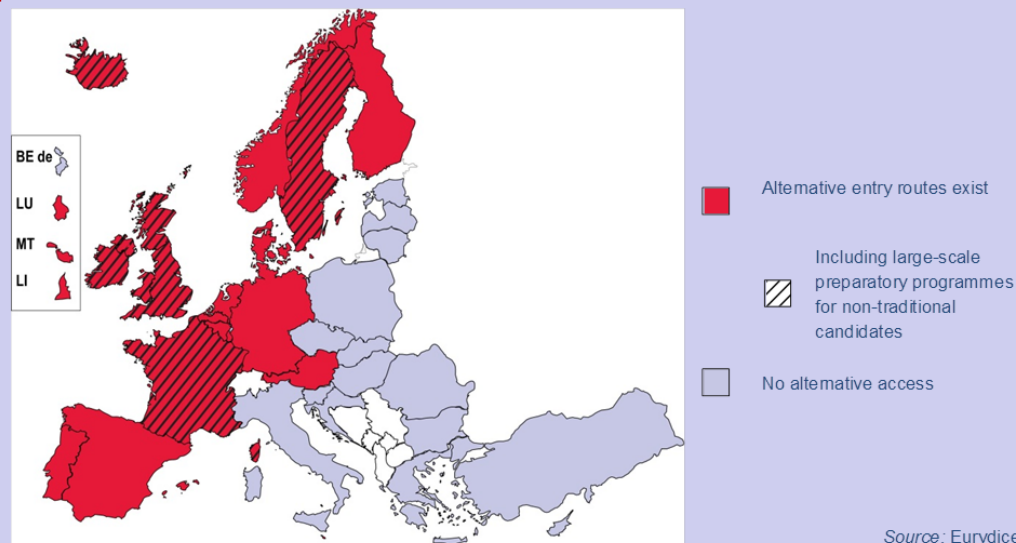 BE de
LU
MT
LI
Alternative entry routes exist
Including large-scale
preparatory programmes
for non-traditional
candidates
No alternative access
Source: Eurydice